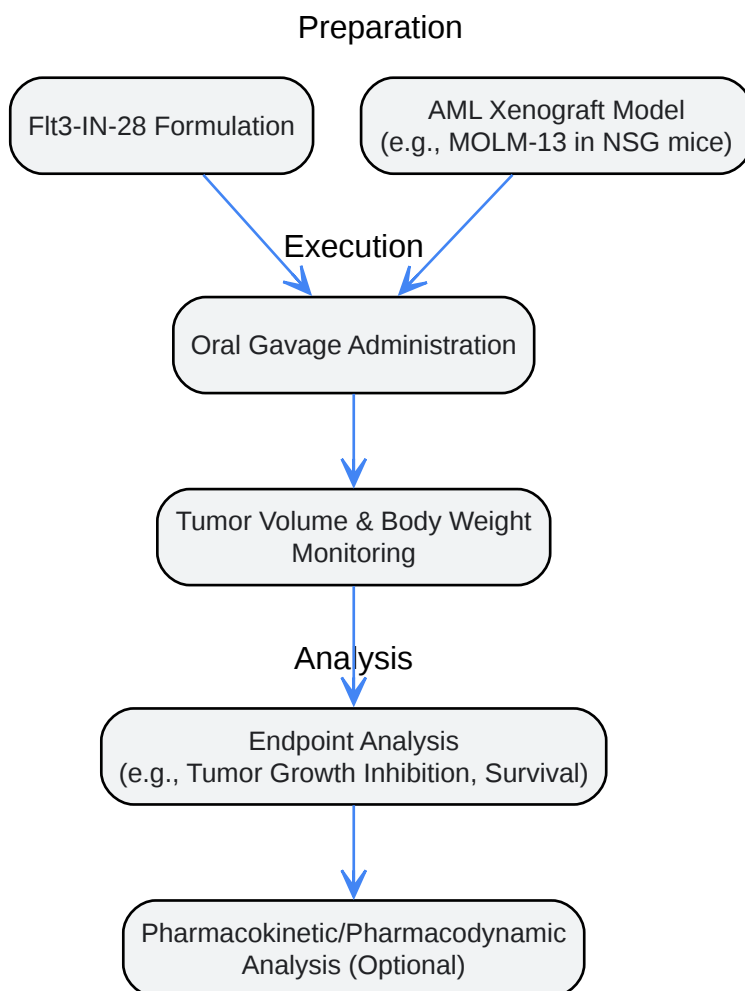 Preparation
Flt3-IN-28 Formulation
AML Xenograft Model
(e.g., MOLM-13 in NSG mice)
Execution
Oral Gavage Administration
Tumor Volume & Body Weight
Monitoring
Analysis
Endpoint Analysis
(e.g., Tumor Growth Inhibition, Survival)
Pharmacokinetic/Pharmacodynamic
Analysis (Optional)